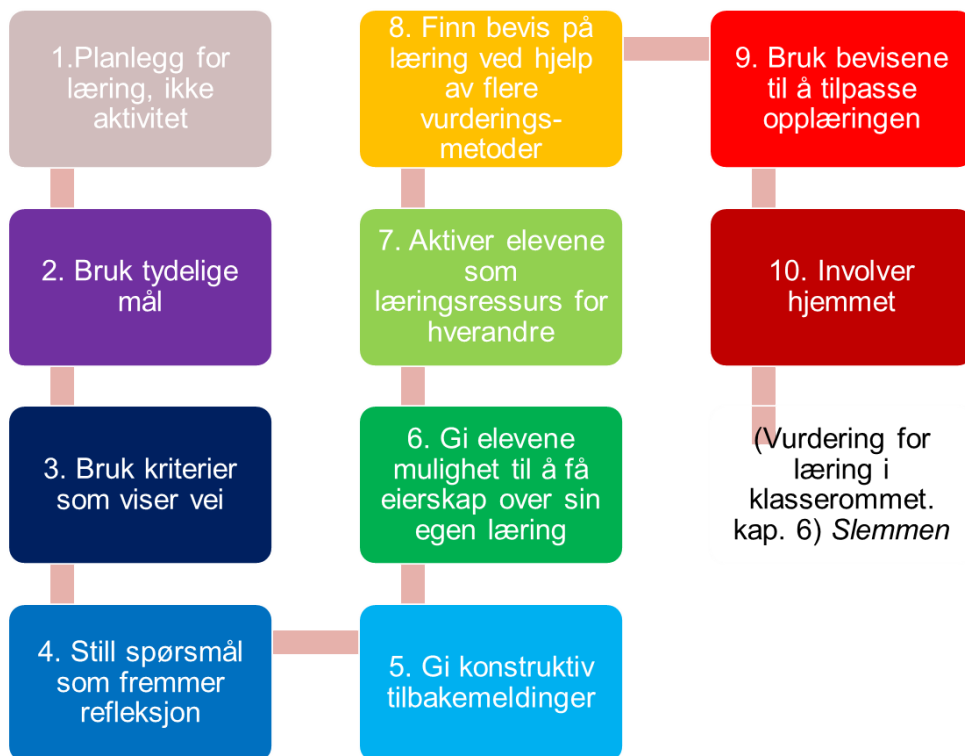 1.Planlegg for
læring, ikke
aktivitet
2. Bruk tydelige
mål
3. Bruk kriterier
som viser vei
4. Still spørsmål
som fremmer
refleksjon
5. Gi konstruktiv
tilbakemeldinger
6. Gi elevene
mulighet til å få
eierskap over sin
egen læring
7. Aktiver elevene
som
læringsressurs for
hverandre
8. Finn bevis på
læring ved hjelp
av flere
vurderings-
metoder
9. Bruk bevisene
til å tilpasse
opplæringen
10. Involver
hjemmet
(Vurdering for
læring i
klasserommet.
kap. 6) Slemmen